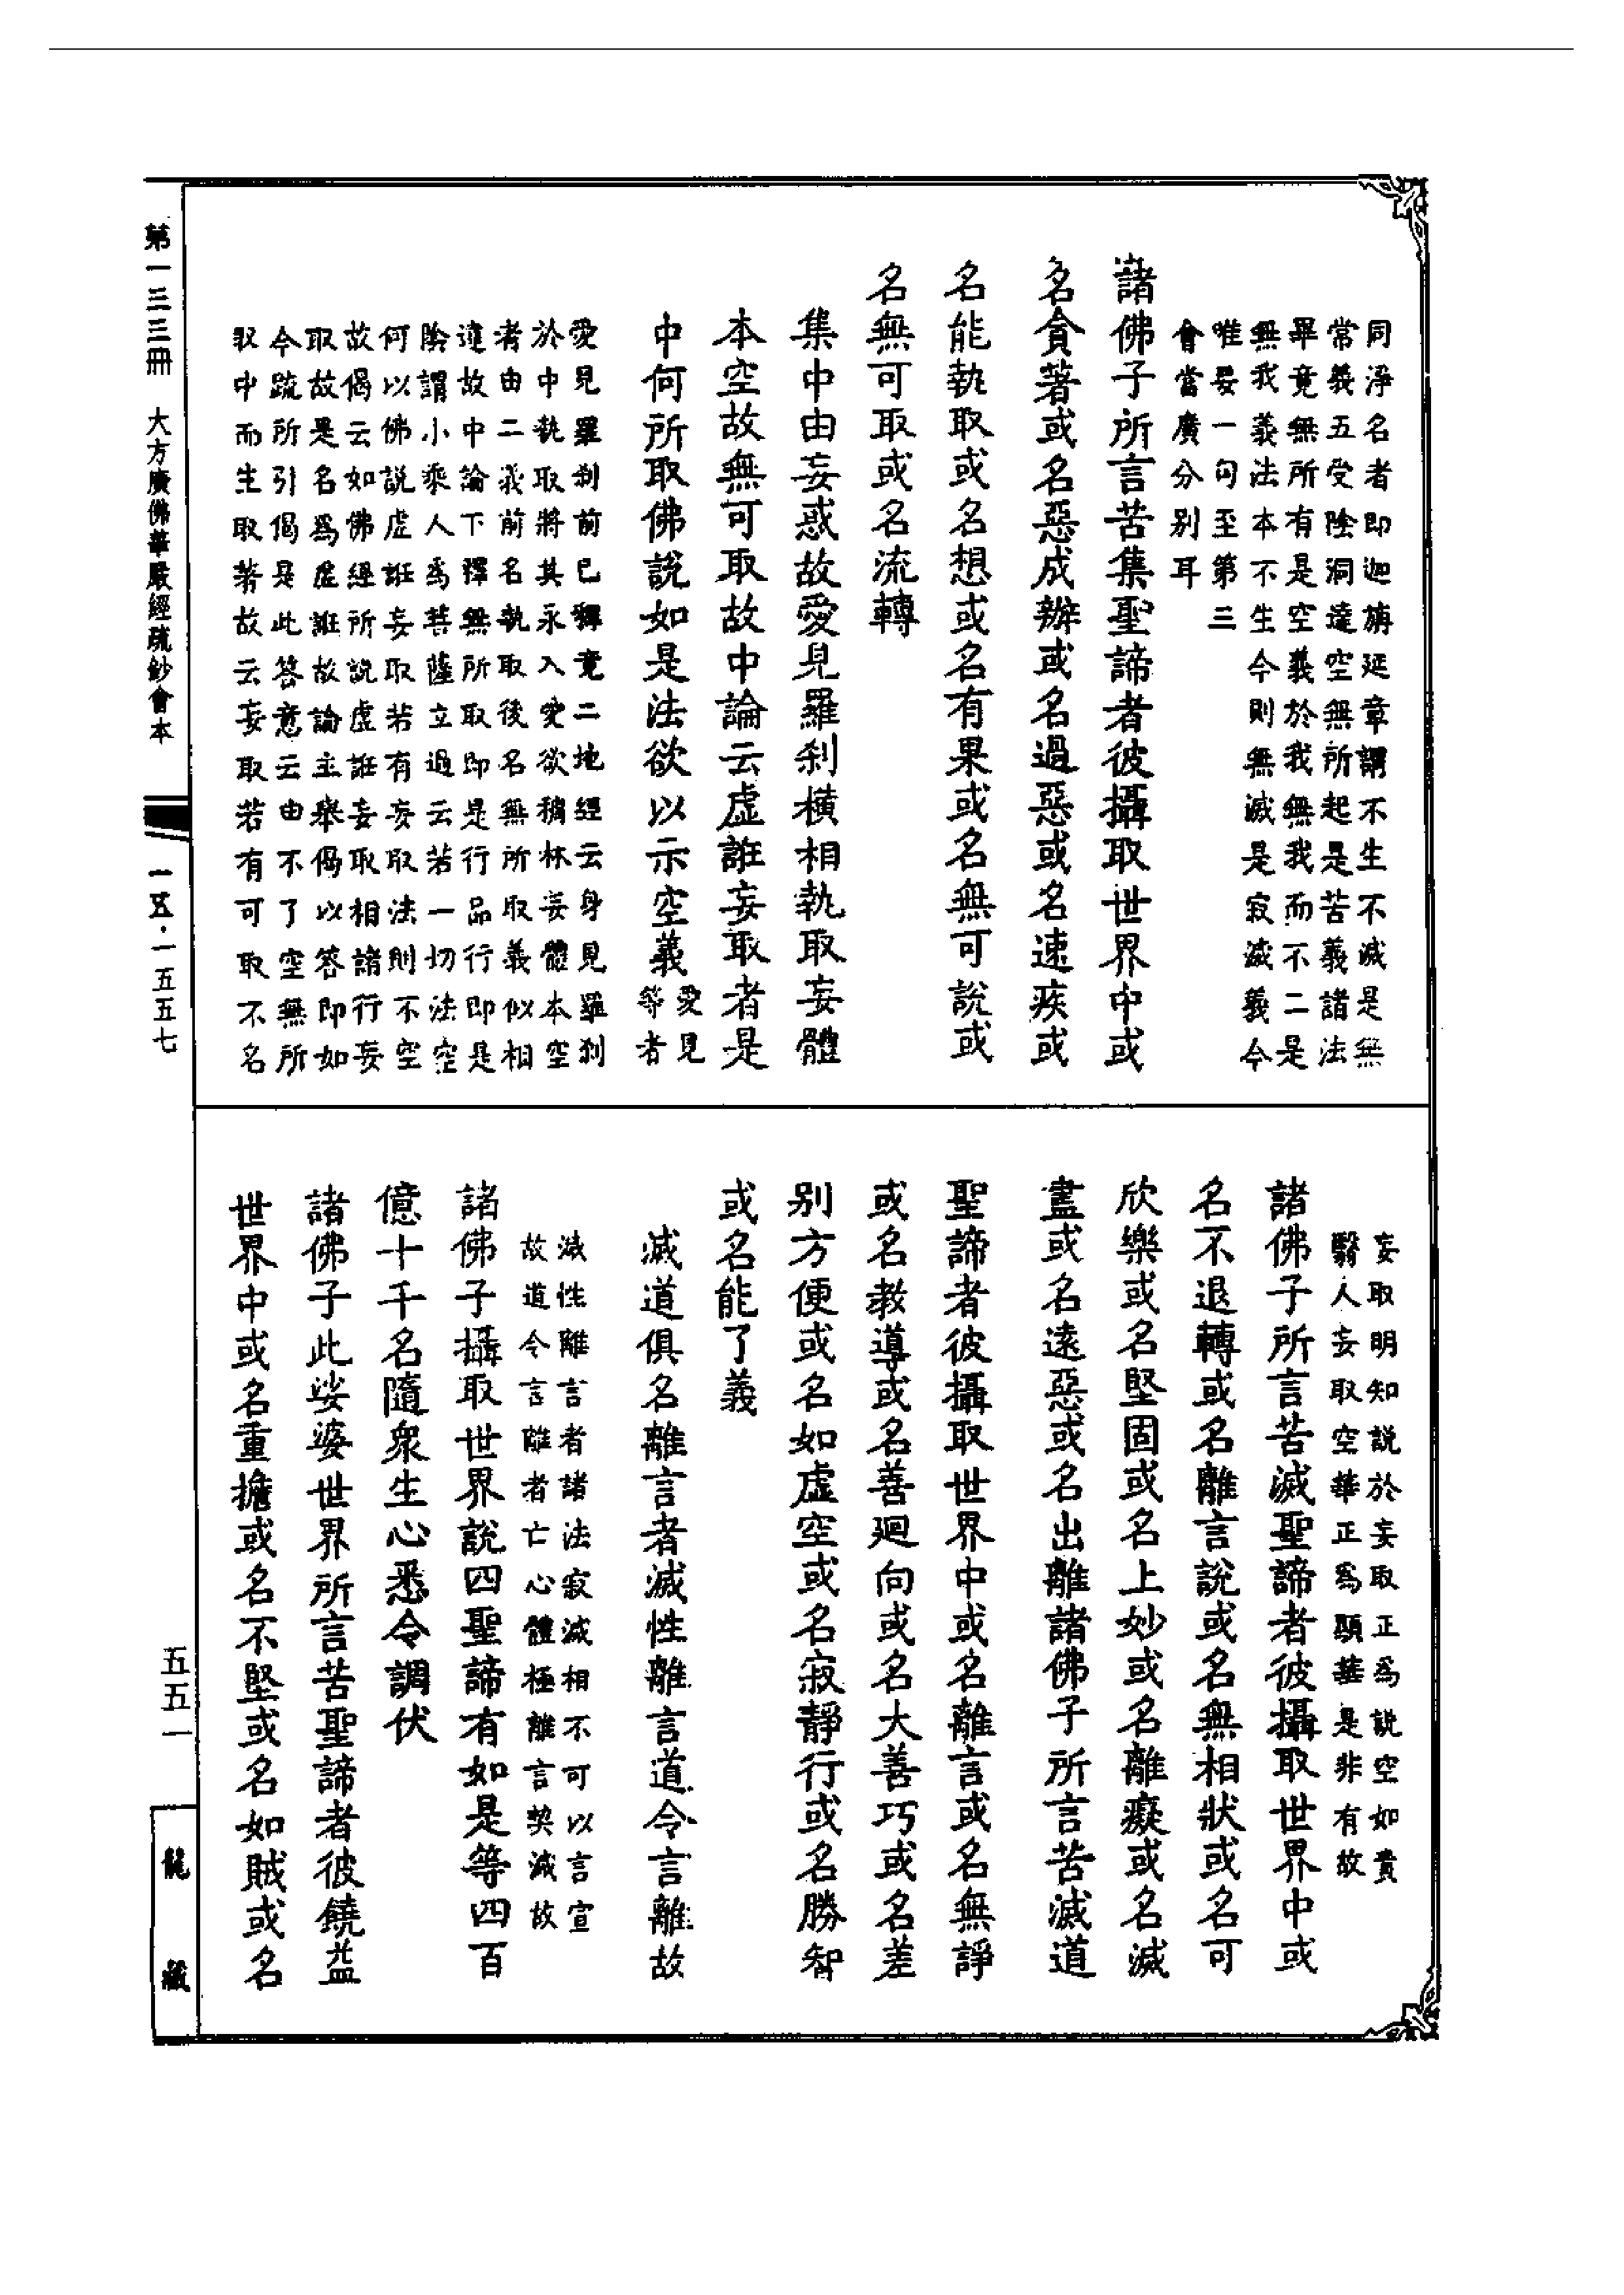 同淨名者即迦旃延章謂不生不滅是無
常義五受陰洞達空無所起是苦義諸法
畢竟無所有是空義於我無我而不二是
無我義法本不生今則無滅是寂滅義今
唯晏一句至第三
會當廣分別耳
諸佛子所言苦集聖諦者彼攝取世界中或
名貪著或名惡成辦或名過惡或名速疾或
名能執取或名想或名有果或名無可說或
名無可取或名流轉
集中由妄惑故愛見羅剎橫相執取妄體
本空故無可取故中論云虛誑妄取者是
中何所取佛說如是法欲以示空義愛見
等者
愛見羅剎前已釋竟二地經云身見羅剎
於中執取將其永入愛欲稠林妄體本空
者由二義前名執取後名無所取義似相
違故中論下釋無所取即是行品行即是
陰謂小乘人為菩薩立過云若一切法空
何以佛說虛誑妄取若有妄取法則不空
故偈云如佛經所說虛誑妄取相諸行妄
取故是名為虛誑故論主舉偈以答即如
今疏所引偈是此答意云由不了空無所
取中而生取著故云妄取若有可取不名
妄取明知說於妄取正為說空如責
翳人妄取空華正為顯華是非有故
諸佛子所言苦滅聖諦者彼攝取世界中或
名不退轉或名離言說或名無相狀或名可
欣樂或名堅固或名上妙或名離癡或名滅
盡或名遠惡或名出離諸佛子所言苦滅道
聖諦者彼攝取世界中或名離言或名無諍
或名教導或名善迴向或名大善巧或名差
別方便或名如虛空或名寂靜行或名勝智
或名能了義
滅道俱名離言者滅性離言道令言離故
滅性離言者諸法寂滅相不可以言宣
故道令言離者亡心體極離言契滅故
諸佛子攝取世界說四聖諦有如是等四百
億十千名隨衆生心悉令調伏
諸佛子此娑婆世界所言苦聖諦者彼饒益
世界中或名重擔或名不堅或名如賊或名
第一三三冊　大方廣佛華嚴經疏鈔會本
一五·一五五七
五五一
龍藏